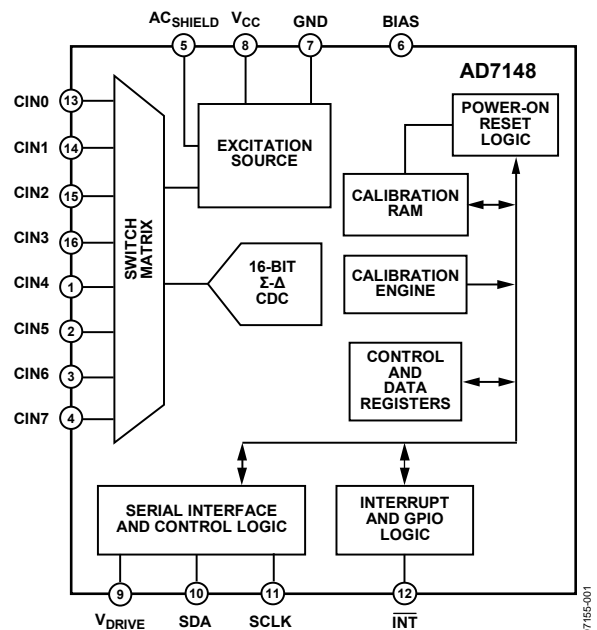 ACSHIELD VCC GND BIAS
5 8 7 6
AD7148
CIN0 13
CIN1 14
CIN2 15
CIN3 16
CIN4 1
CIN5 2
CIN6 3
CIN7 4
SWITCH
MATRIX
EXCITATION
SOURCE
16-BIT
Σ-Δ
CDC
POWER-ON
RESET
LOGIC
CALIBRATION
RAM
CALIBRATION
ENGINE
CONTROL
AND
DATA
REGISTERS
SERIAL INTERFACE
AND CONTROL LOGIC
INTERRUPT
AND GPIO
LOGIC
9 10 11 12
VDRIVE SDA SCLK INT
07155-001